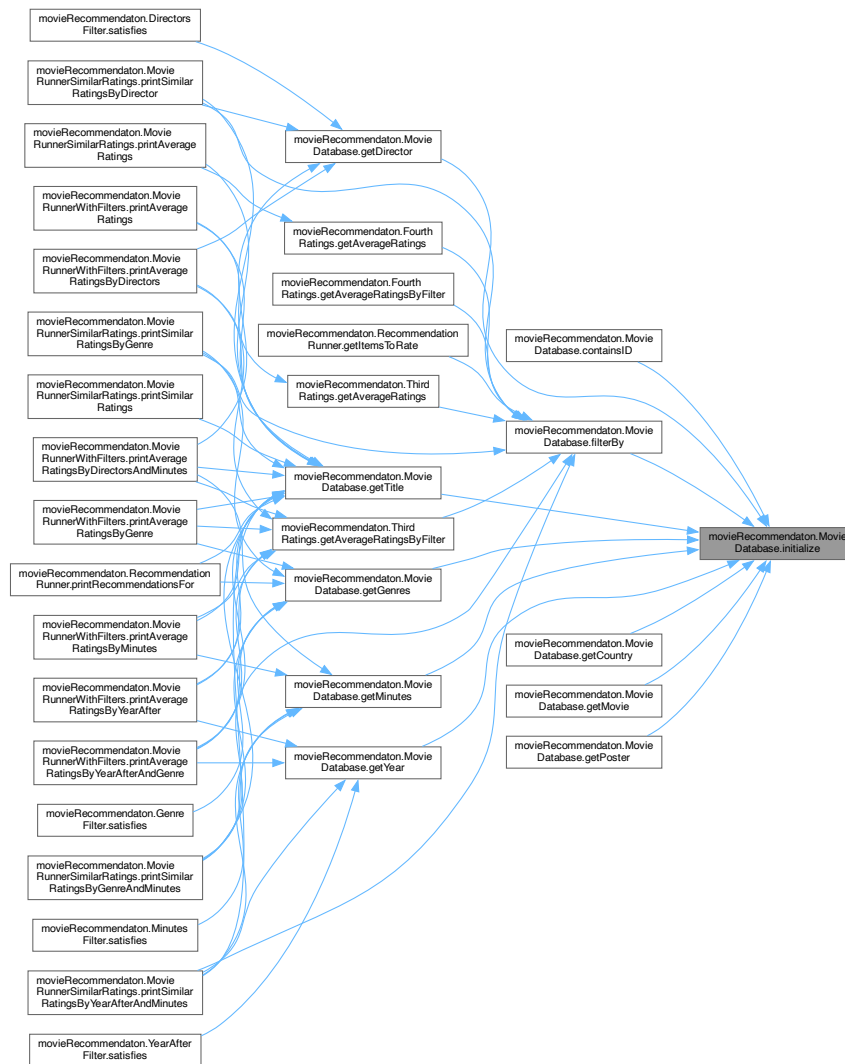 movieRecommendaton.Directors
Filter.satisfies
movieRecommendaton.Movie
RunnerSimilarRatings.printSimilar
RatingsByDirector
movieRecommendaton.Movie
RunnerSimilarRatings.printAverage
Ratings
movieRecommendaton.Movie
RunnerWithFilters.printAverage
Ratings
movieRecommendaton.Movie
RunnerWithFilters.printAverage
RatingsByDirectors
movieRecommendaton.Movie
RunnerSimilarRatings.printSimilar
RatingsByGenre
movieRecommendaton.Movie
RunnerSimilarRatings.printSimilar
Ratings
movieRecommendaton.Movie
RunnerWithFilters.printAverage
RatingsByDirectorsAndMinutes
movieRecommendaton.Movie
RunnerWithFilters.printAverage
RatingsByGenre
movieRecommendaton.Recommendation
Runner.printRecommendationsFor
movieRecommendaton.Movie
RunnerWithFilters.printAverage
RatingsByMinutes
movieRecommendaton.Movie
RunnerWithFilters.printAverage
RatingsByYearAfter
movieRecommendaton.Movie
RunnerWithFilters.printAverage
RatingsByYearAfterAndGenre
movieRecommendaton.Genre
Filter.satisfies
movieRecommendaton.Movie
RunnerSimilarRatings.printSimilar
RatingsByGenreAndMinutes
movieRecommendaton.Minutes
Filter.satisfies
movieRecommendaton.Movie
RunnerSimilarRatings.printSimilar
RatingsByYearAfterAndMinutes
movieRecommendaton.YearAfter
Filter.satisfies
movieRecommendaton.Movie
Database.getDirector
movieRecommendaton.Fourth
Ratings.getAverageRatings
movieRecommendaton.Fourth
Ratings.getAverageRatingsByFilter
movieRecommendaton.Recommendation
Runner.getItemsToRate
movieRecommendaton.Third
Ratings.getAverageRatings
movieRecommendaton.Movie
Database.getTitle
movieRecommendaton.Third
Ratings.getAverageRatingsByFilter
movieRecommendaton.Movie
Database.getGenres
movieRecommendaton.Movie
Database.getMinutes
movieRecommendaton.Movie
Database.getYear
movieRecommendaton.Movie
Database.containsID
movieRecommendaton.Movie
Database.filterBy
movieRecommendaton.Movie
Database.getCountry
movieRecommendaton.Movie
Database.getMovie
movieRecommendaton.Movie
Database.getPoster
movieRecommendaton.Movie
Database.initialize